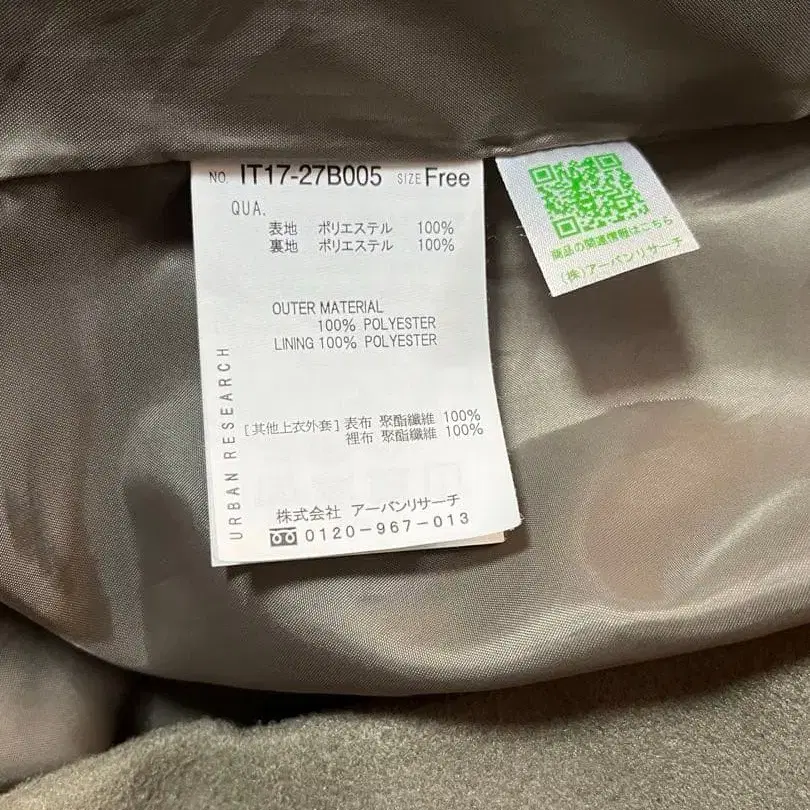 NO. IT17-27B005 SIZE Free
QUA.
表地 ポリエステル 100%
裏地 ポリエステル 100%
OUTER MATERIAL
100% POLYESTER
LINING 100% POLYESTER
[其他上衣外套] 表布 聚酯纖維 100%
裡布 聚酯纖維 100%
株式会社 アーバンリサーチ
0120-967-013
URBAN RESEARCH
商品の関連情報はこちら
(株)アーバンリサーチ